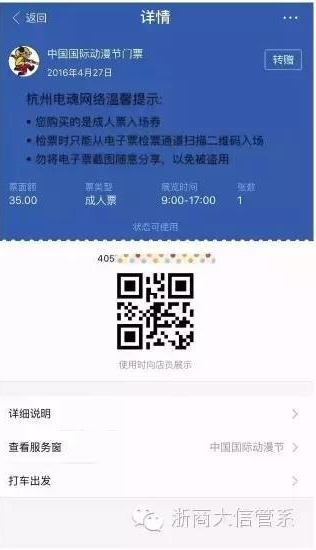 返回
详情
中国国际动漫节门票
2016年4月27日
转赠
杭州电魂网络温馨提示:
• 您购买的是成人票入场券
• 检票时只能从电子票检票通道扫描二维码入场
• 勿将电子票截图随意分享,以免被盗用
票面额 票类型 展览时间 张数
35.00 成人票 9:00-17:00 1
状态可使用
405
使用时向店员展示
详细说明
查看服务窗 中国国际动漫节
打车出发
浙商大信管系